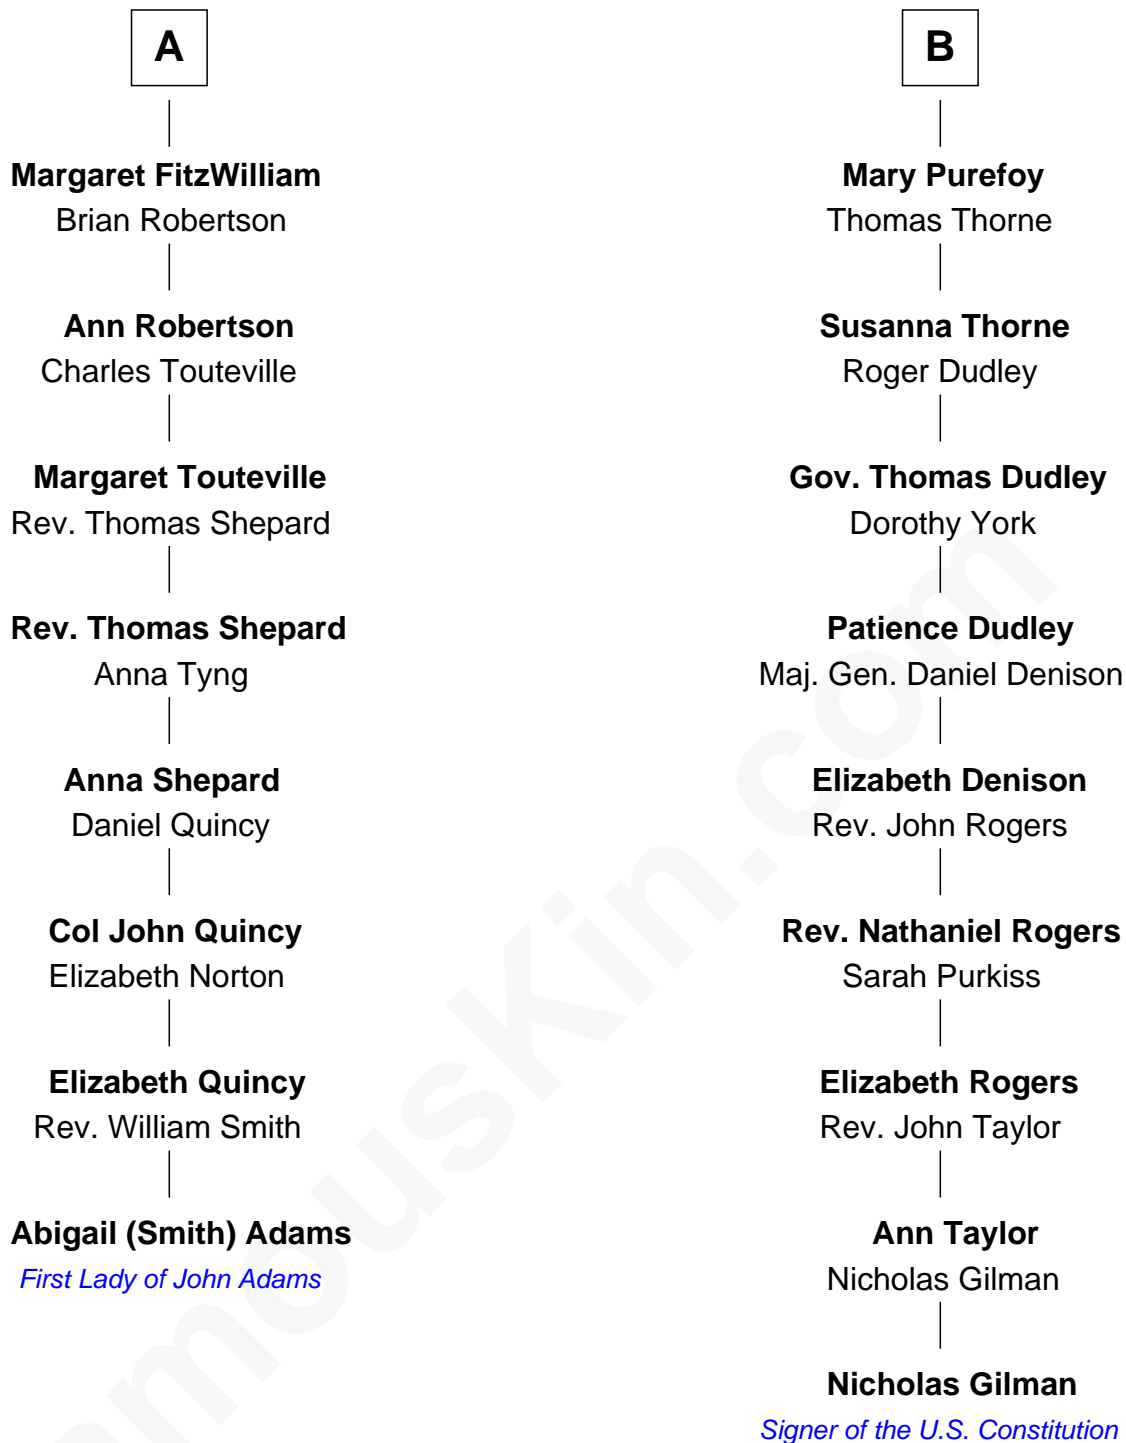 A
Margaret FitzWilliam
Brian Robertson
Ann Robertson
Charles Touteville
Margaret Touteville
Rev. Thomas Shepard
Rev. Thomas Shepard
Anna Tyng
Anna Shepard
Daniel Quincy
Col John Quincy
Elizabeth Norton
Elizabeth Quincy
Rev. William Smith
Abigail (Smith) Adams
First Lady of John Adams
B
Mary Purefoy
Thomas Thorne
Susanna Thorne
Roger Dudley
Gov. Thomas Dudley
Dorothy York
Patience Dudley
Maj. Gen. Daniel Denison
Elizabeth Denison
Rev. John Rogers
Rev. Nathaniel Rogers
Sarah Purkiss
Elizabeth Rogers
Rev. John Taylor
Ann Taylor
Nicholas Gilman
Nicholas Gilman
Signer of the U.S. Constitution
amouskin.com